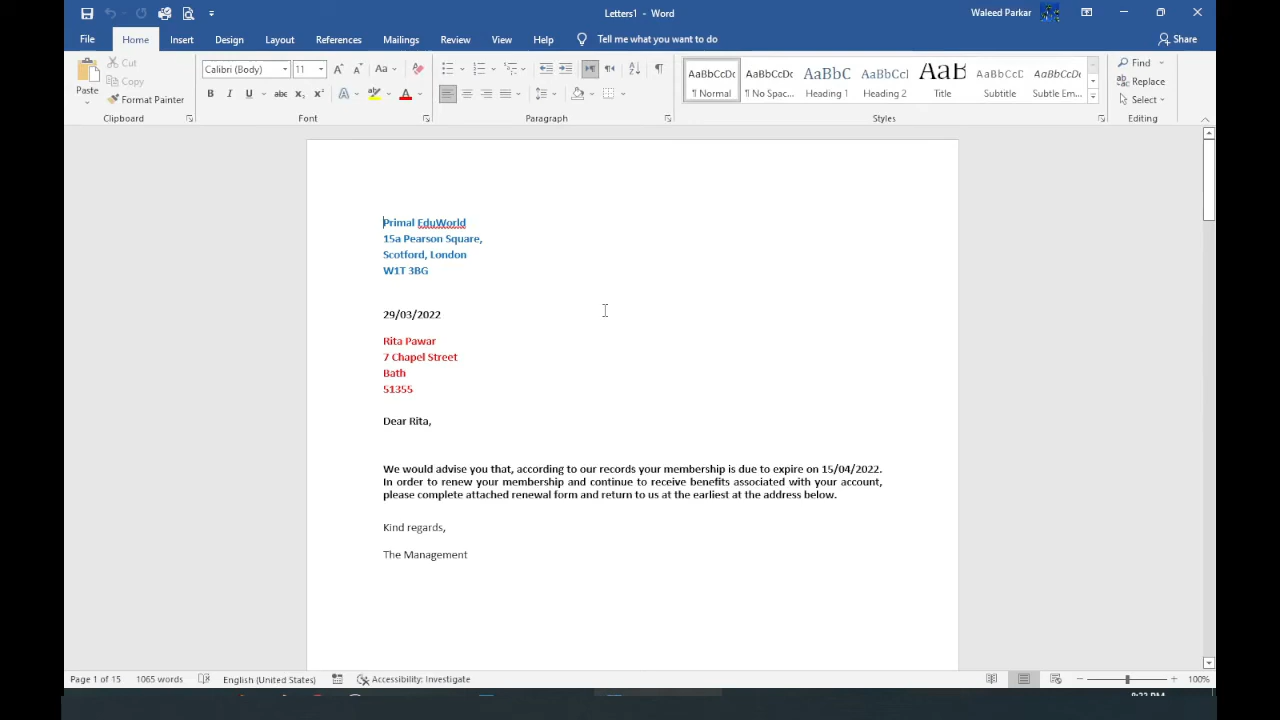 Letters1 - Word
Waleed Parkar
File Home Insert Design Layout References Mailings Review View Help Tell me what you want to do Share
Paste
Cut
Copy
Format Painter
Clipboard
Calibri (Body) 11
Font
Paragraph
AaBbCcDc AaBbCcDc AaBbC AaBbCcl AaB AaBbCcD AaBbCcDc
¶ Normal ¶ No Spac... Heading 1 Heading 2 Title Subtitle Subtle Em...
Styles
Find
Replace
Select
Editing
Primal EduWorld
15a Pearson Square,
Scotford, London
W1T 3BG
29/03/2022
Rita Pawar
7 Chapel Street
Bath
51355
Dear Rita,
We would advise you that, according to our records your membership is due to expire on 15/04/2022.
In order to renew your membership and continue to receive benefits associated with your account,
please complete attached renewal form and return to us at the earliest at the address below.
Kind regards,
The Management
Page 1 of 15 1065 words English (United States) Accessibility: Investigate 100%